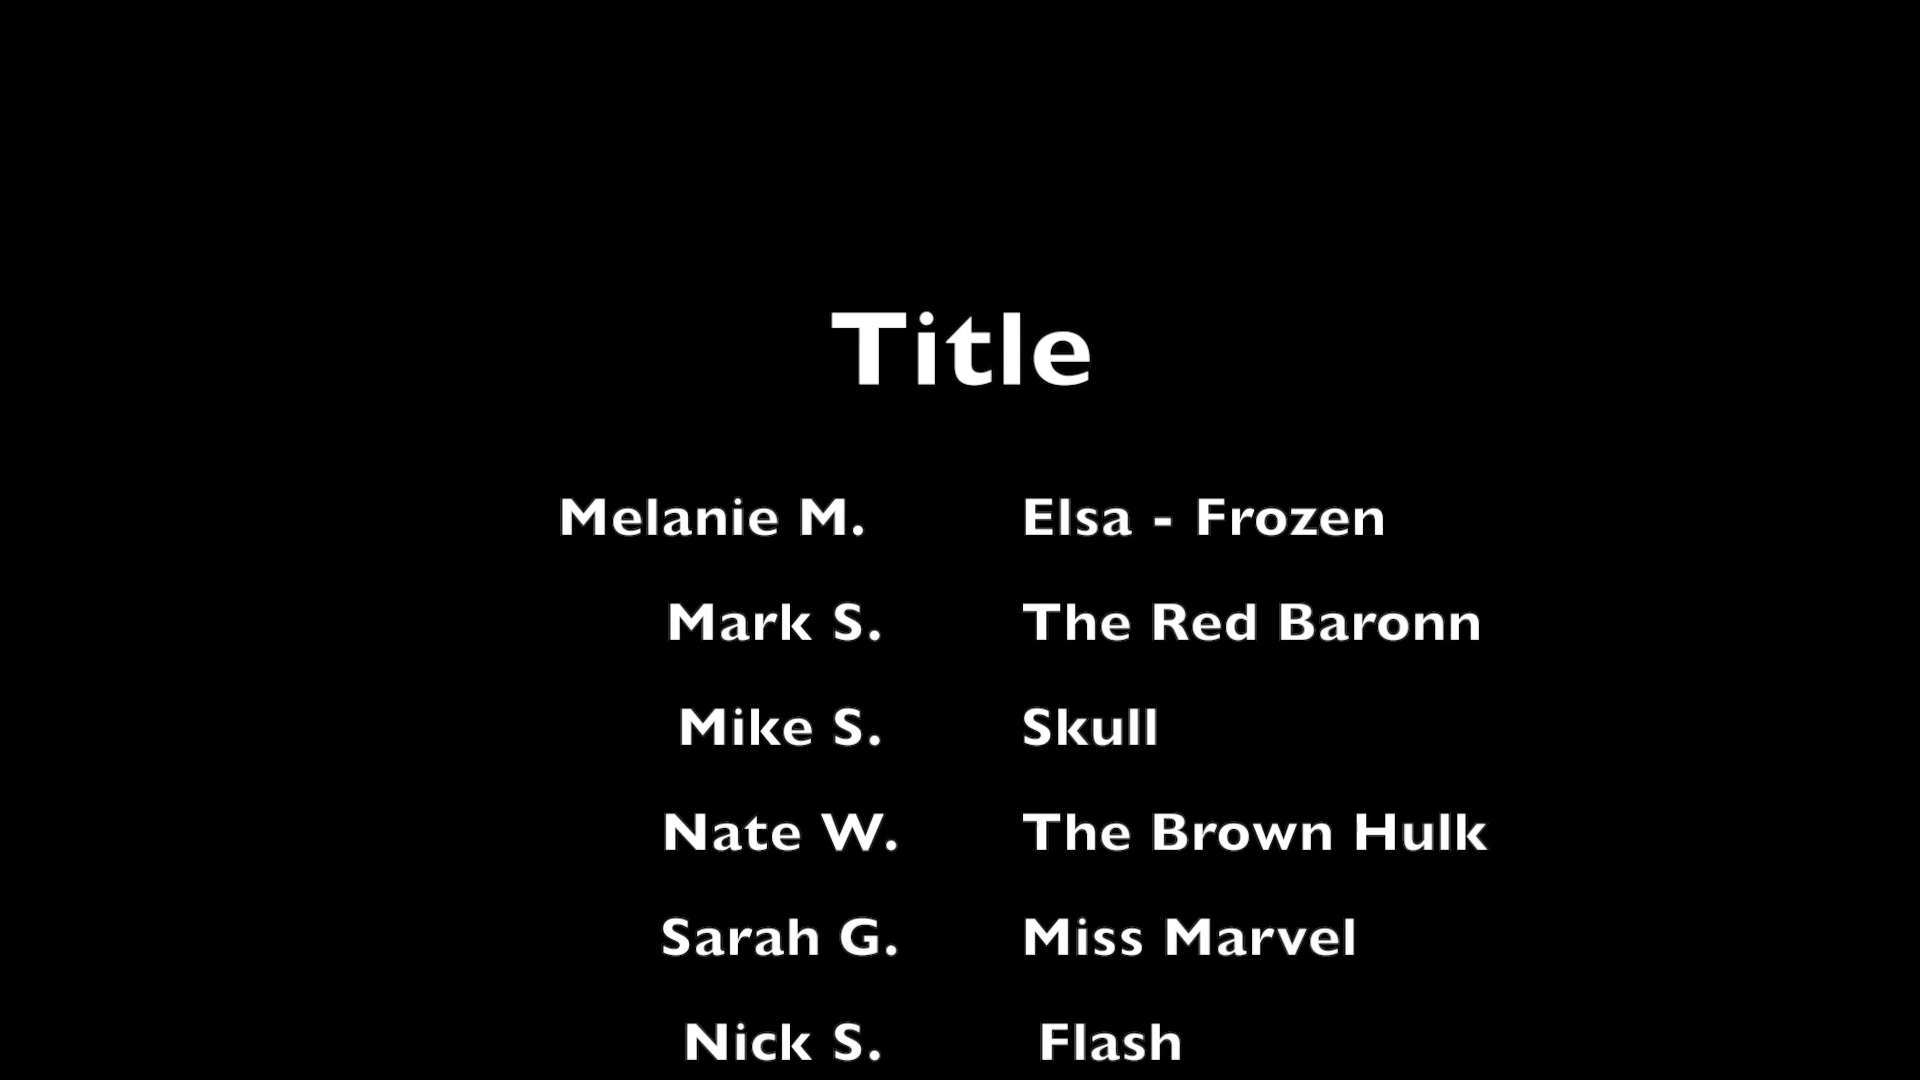 Title
Melanie M. Elsa - Frozen
Mark S. The Red Baronn
Mike S. Skull
Nate W. The Brown Hulk
Sarah G. Miss Marvel
Nick S. Flash